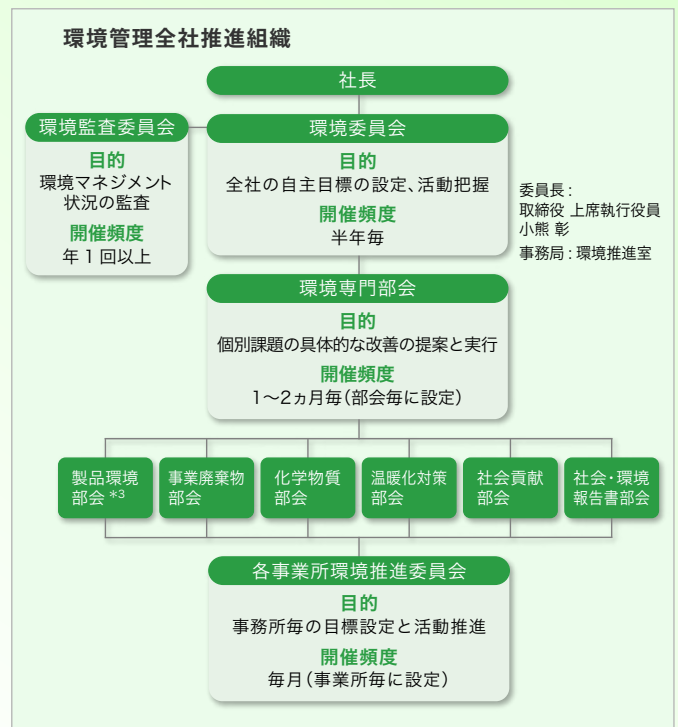 環境管理全社推進組織
社長
環境監査委員会
目的
環境マネジメント
状況の監査
開催頻度
年1回以上
環境委員会
目的
全社の自主目標の設定、活動把握
開催頻度
半年毎
委員長:
取締役 上席執行役員
小熊 彰
事務局:環境推進室
環境専門部会
目的
個別課題の具体的な改善の提案と実行
開催頻度
1〜2ヵ月毎(部会毎に設定)
製品環境
部会 *3
事業廃棄物
部会
化学物質
部会
温暖化対策
部会
社会貢献
部会
社会・環境
報告書部会
各事業所環境推進委員会
目的
事務所毎の目標設定と活動推進
開催頻度
毎月(事業所毎に設定)